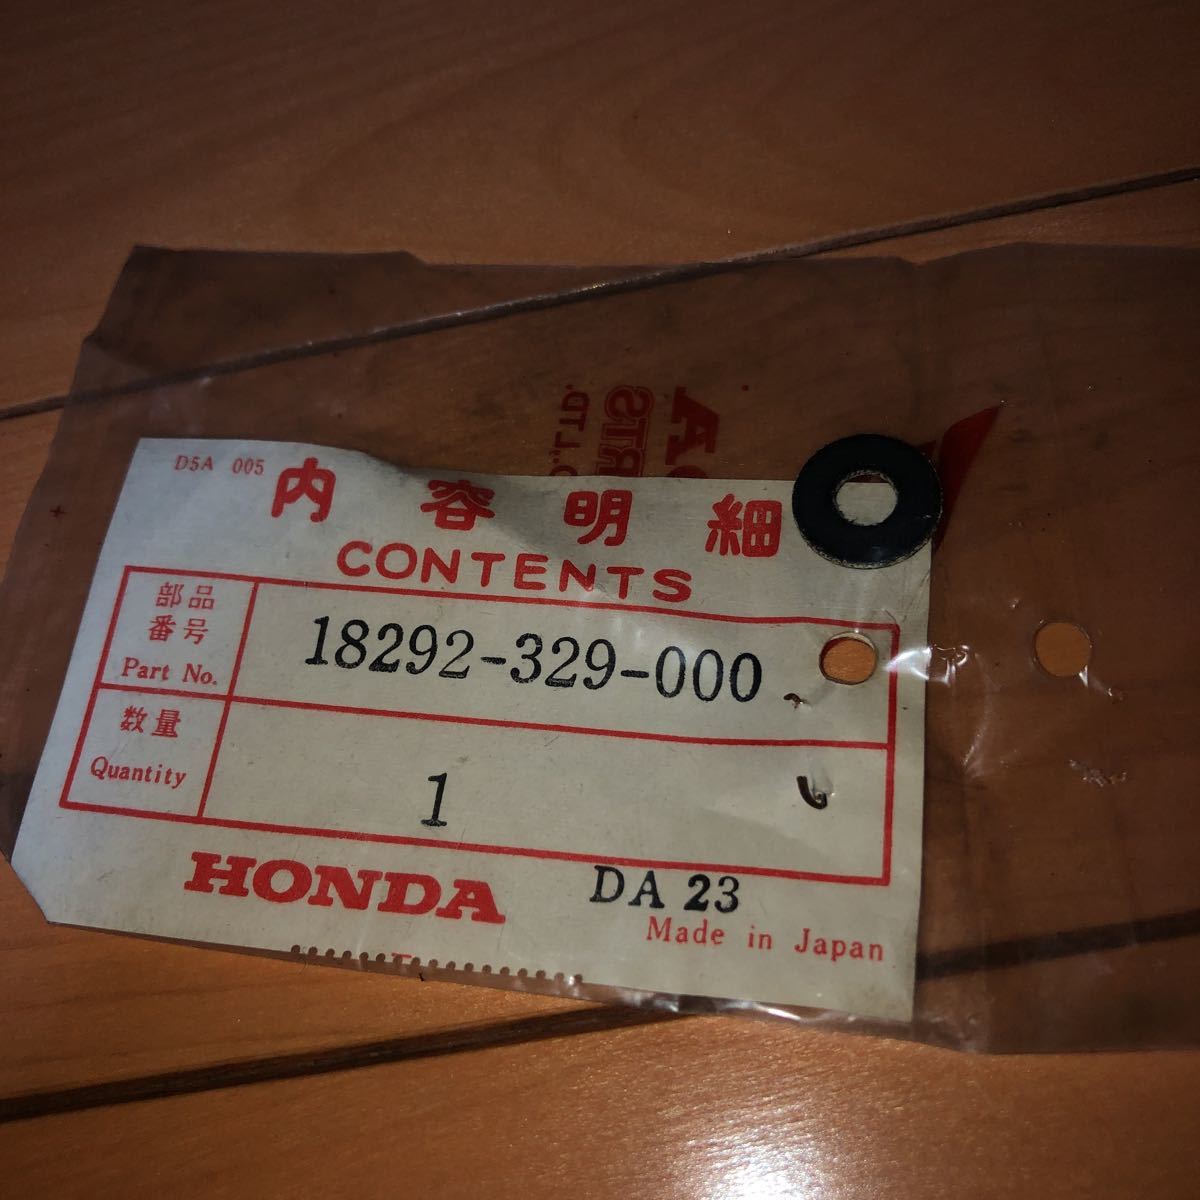 D5A 005
内容明細
CONTENTS
部品
番号
Part No.
18292-329-000
数量
Quantity
1
HONDA
DA 23
Made in Japan